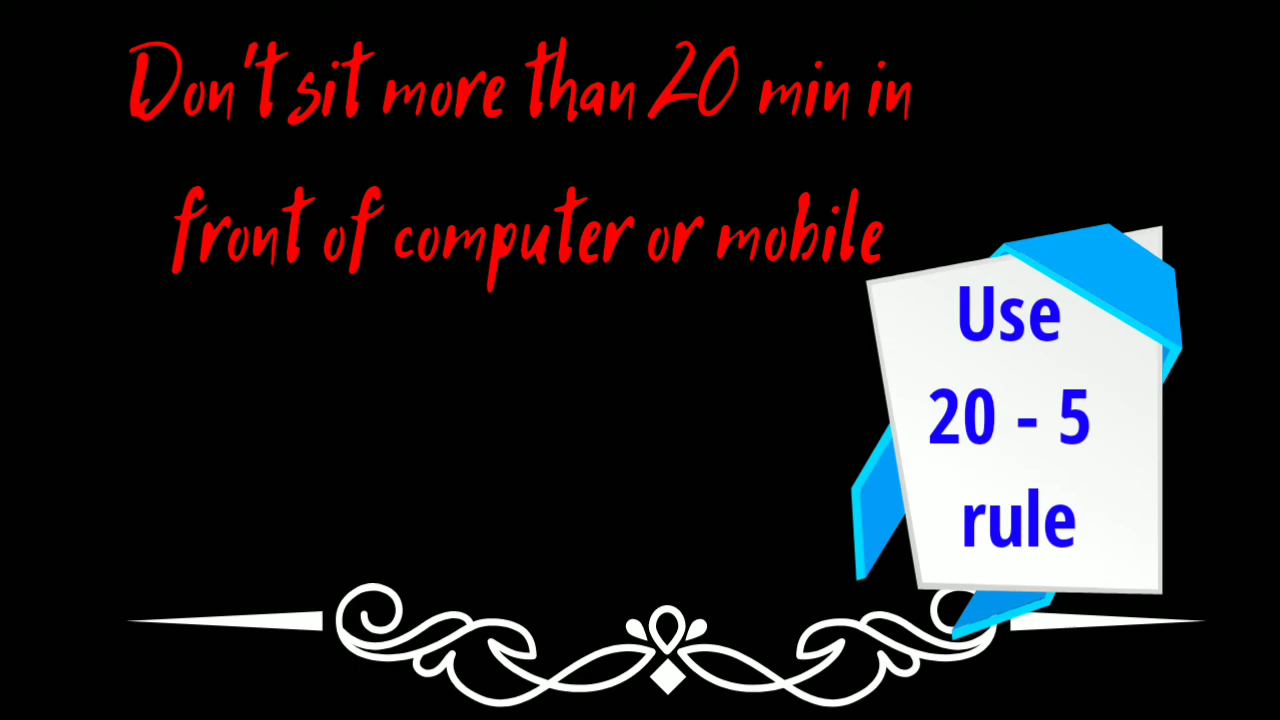 Don't sit more than 20 min in
front of computer or mobile
Use
20 - 5
rule